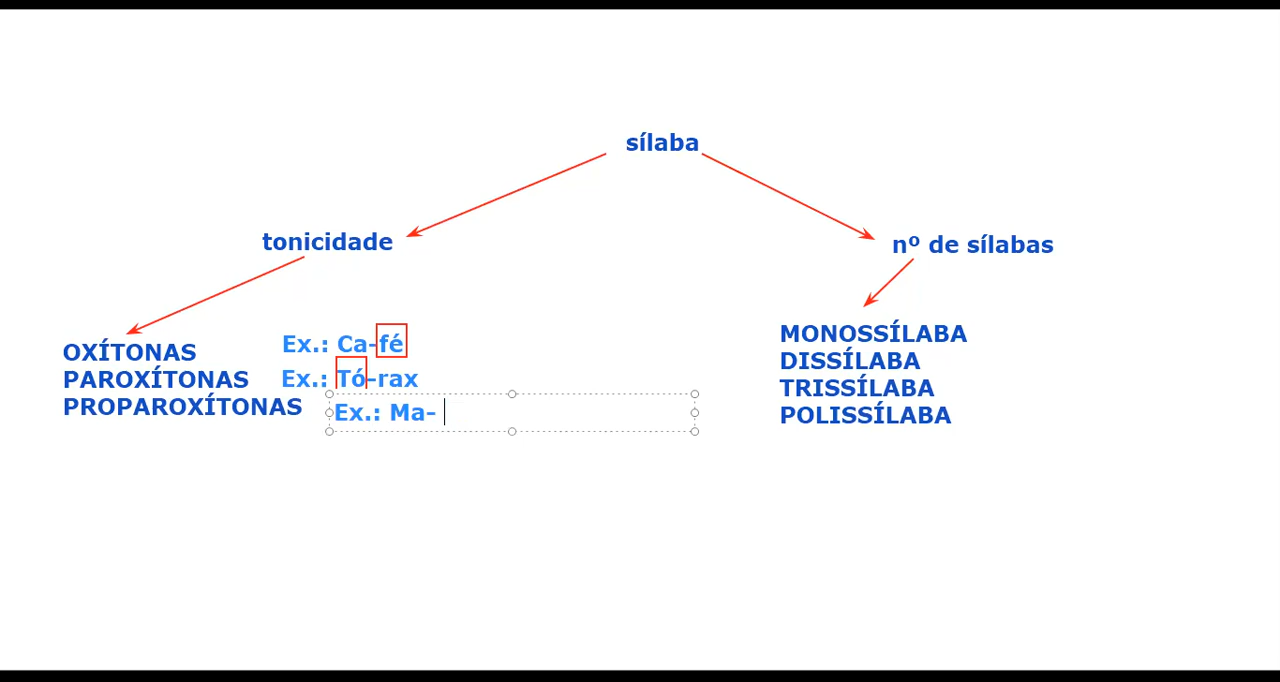 sílaba
tonicidade
nº de sílabas
OXÍTONAS
PAROXÍTONAS
PROPAROXÍTONAS
Ex.: Ca-fé
Ex.: Tó-rax
Ex.: Ma-
MONOSSÍLABA
DISSÍLABA
TRISSÍLABA
POLISSÍLABA